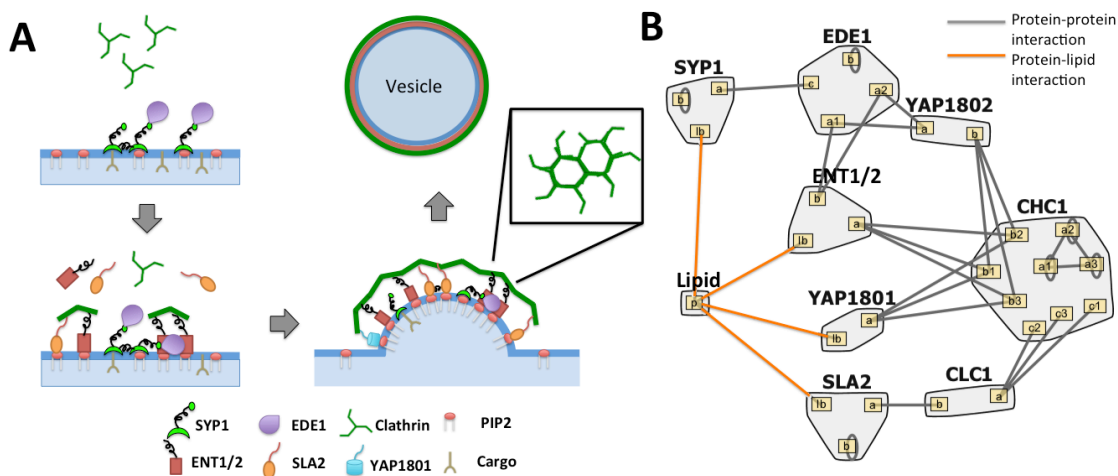 A
Vesicle
P
SYP1
EDE1
Clathrin
PIP2
ENT1/2
SLA2
YAP1801
Cargo
B
Protein-protein
interaction
Protein-lipid
interaction
EDE1
b
c
a2
a1
SYP1
a
b
lb
YAP1802
a
b
ENT1/2
b
a
lb
CHC1
a2
b2
a1
a3
b1
b3
c3
c1
c2
Lipid
p
YAP1801
a
lb
SLA2
lb
a
b
CLC1
b
a